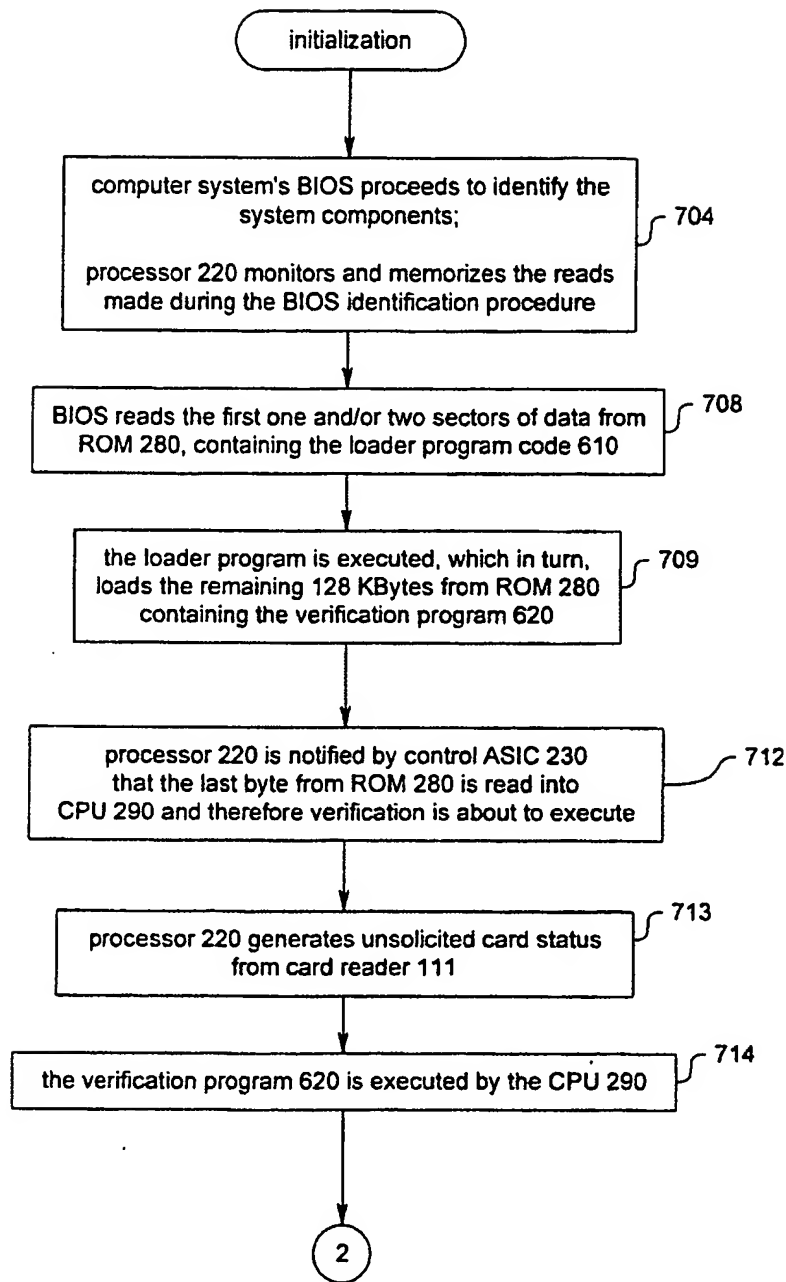 initialization
computer system's BIOS proceeds to identify the
system components;
processor 220 monitors and memorizes the reads
made during the BIOS identification procedure
704
BIOS reads the first one and/or two sectors of data from
ROM 280, containing the loader program code 610
708
the loader program is executed, which in turn,
loads the remaining 128 KBytes from ROM 280
containing the verification program 620
709
processor 220 is notified by control ASIC 230
that the last byte from ROM 280 is read into
CPU 290 and therefore verification is about to execute
712
processor 220 generates unsolicited card status
from card reader 111
713
the verification program 620 is executed by the CPU 290
714
2